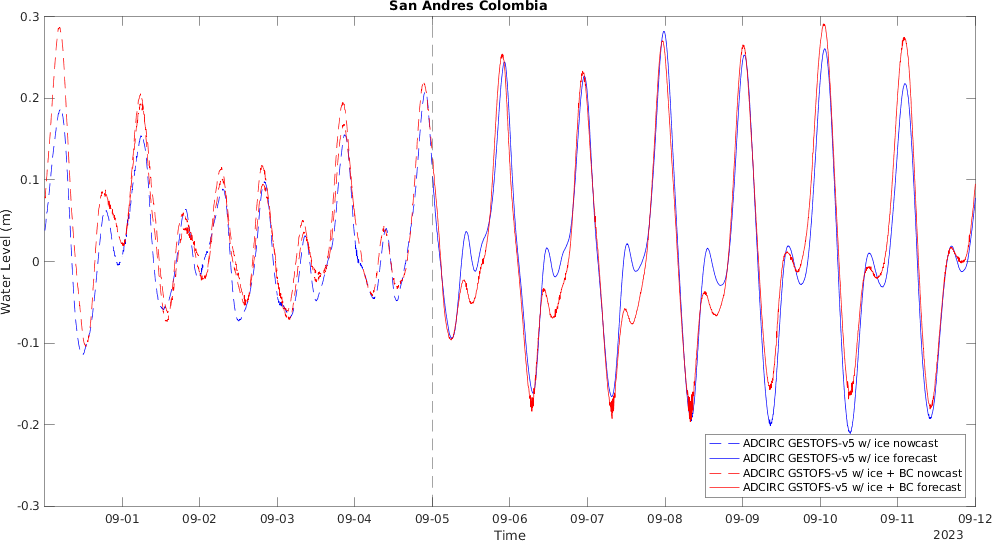 San Andres Colombia
0.3
0.2
0.1
0
-0.1
-0.2
-0.3
Water Level (m)
ADCIRC GESTOFS-v5 w/ ice nowcast
ADCIRC GESTOFS-v5 w/ ice forecast
ADCIRC GSTOFS-v5 w/ ice + BC nowcast
ADCIRC GSTOFS-v5 w/ ice + BC forecast
09-01 09-02 09-03 09-04 09-05 09-06 09-07 09-08 09-09 09-10 09-11 09-12
Time
2023